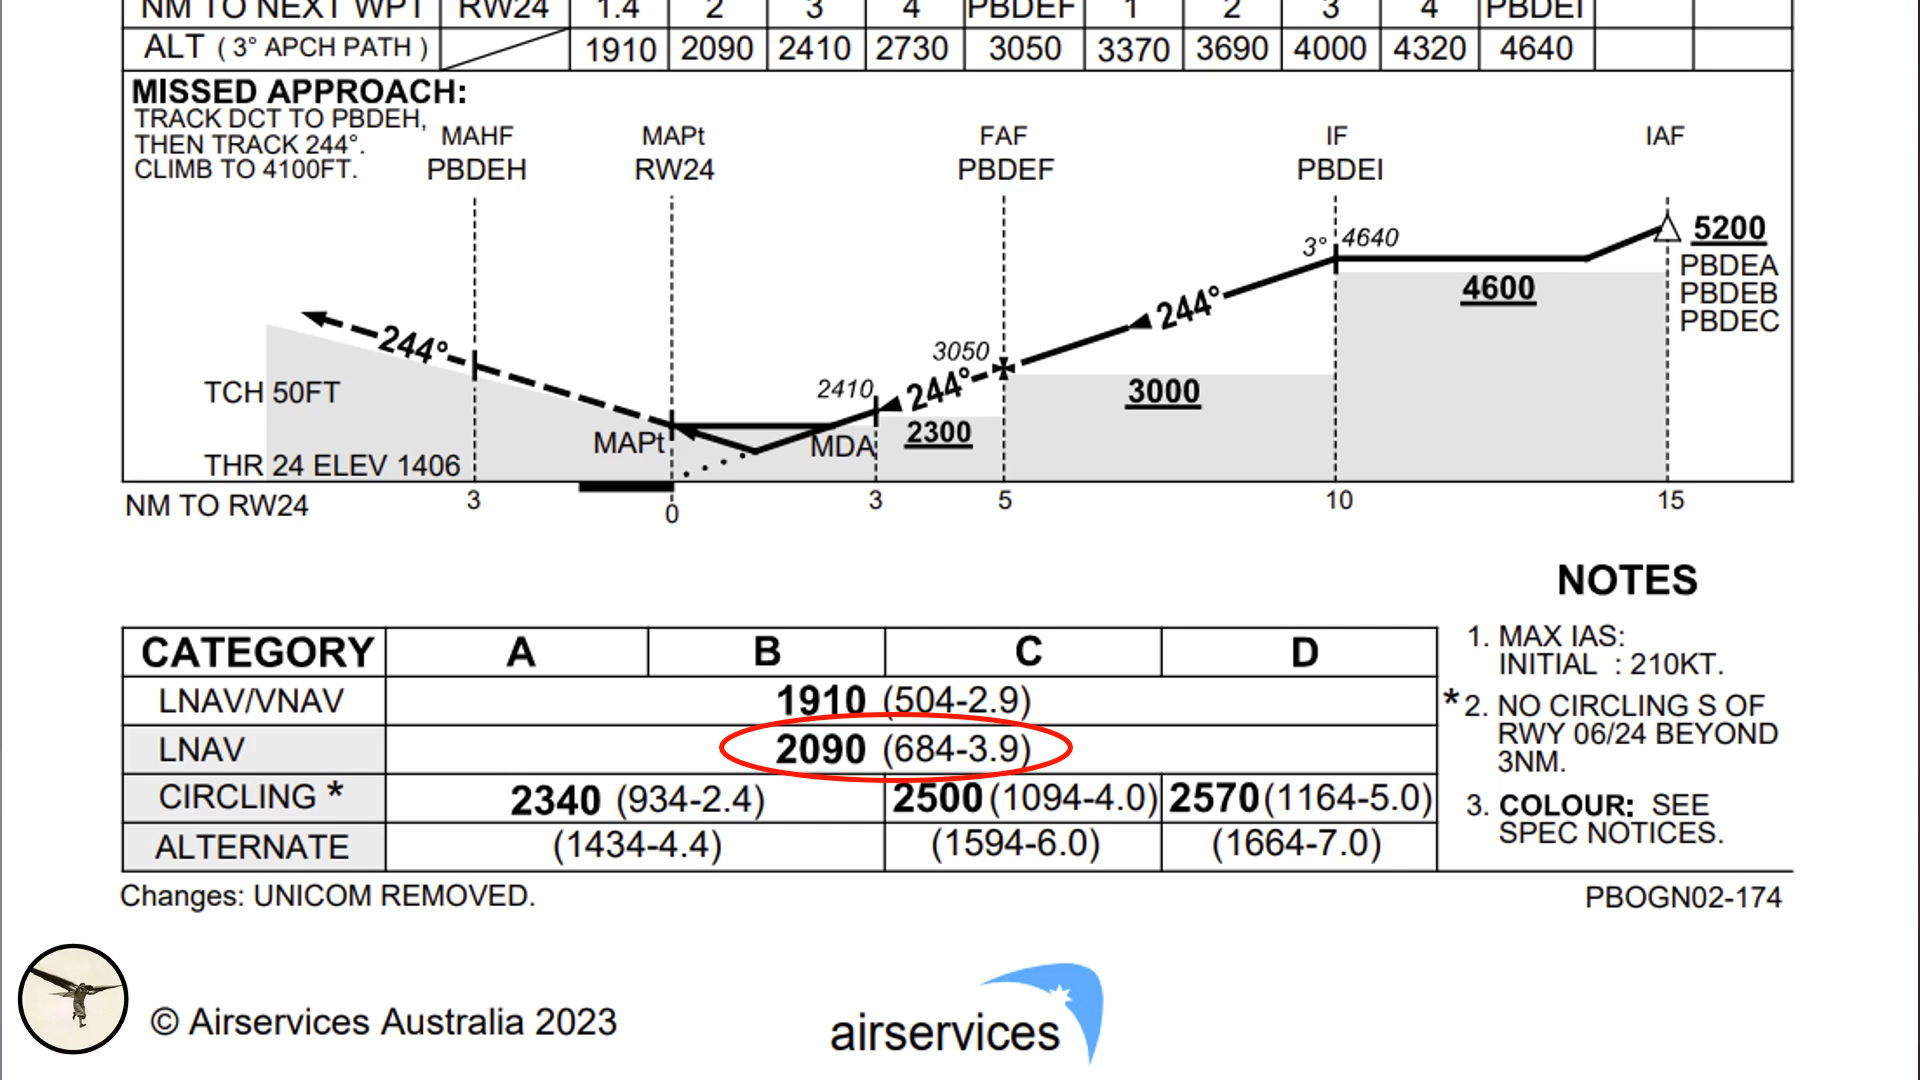 NM TO NEXT WPT RW24 1.4 2 3 4 PBDEF 1 2 3 4 PBDEI
ALT ( 3° APCH PATH ) 1910 2090 2410 2730 3050 3370 3690 4000 4320 4640
MISSED APPROACH:
TRACK DCT TO PBDEH,
THEN TRACK 244°.
CLIMB TO 4100FT.
MAHF
PBDEH
MAPt
RW24
FAF
PBDEF
IF
PBDEI
IAF
5200
PBDEA
PBDEB
PBDEC
3° 4640
4600
244°
3050
3000
244°
2410
2300
244°
TCH 50FT
MAPt
MDA
THR 24 ELEV 1406
NM TO RW24 3 0 3 5 10 15
NOTES
1. MAX IAS:
INITIAL : 210KT.
*2. NO CIRCLING S OF
RWY 06/24 BEYOND
3NM.
3. COLOUR: SEE
SPEC NOTICES.
CATEGORY A B C D
LNAV/VNAV 1910 (504-2.9)
LNAV 2090 (684-3.9)
CIRCLING * 2340 (934-2.4) 2500 (1094-4.0) 2570 (1164-5.0)
ALTERNATE (1434-4.4) (1594-6.0) (1664-7.0)
Changes: UNICOM REMOVED. PBOGN02-174
© Airservices Australia 2023
airservices